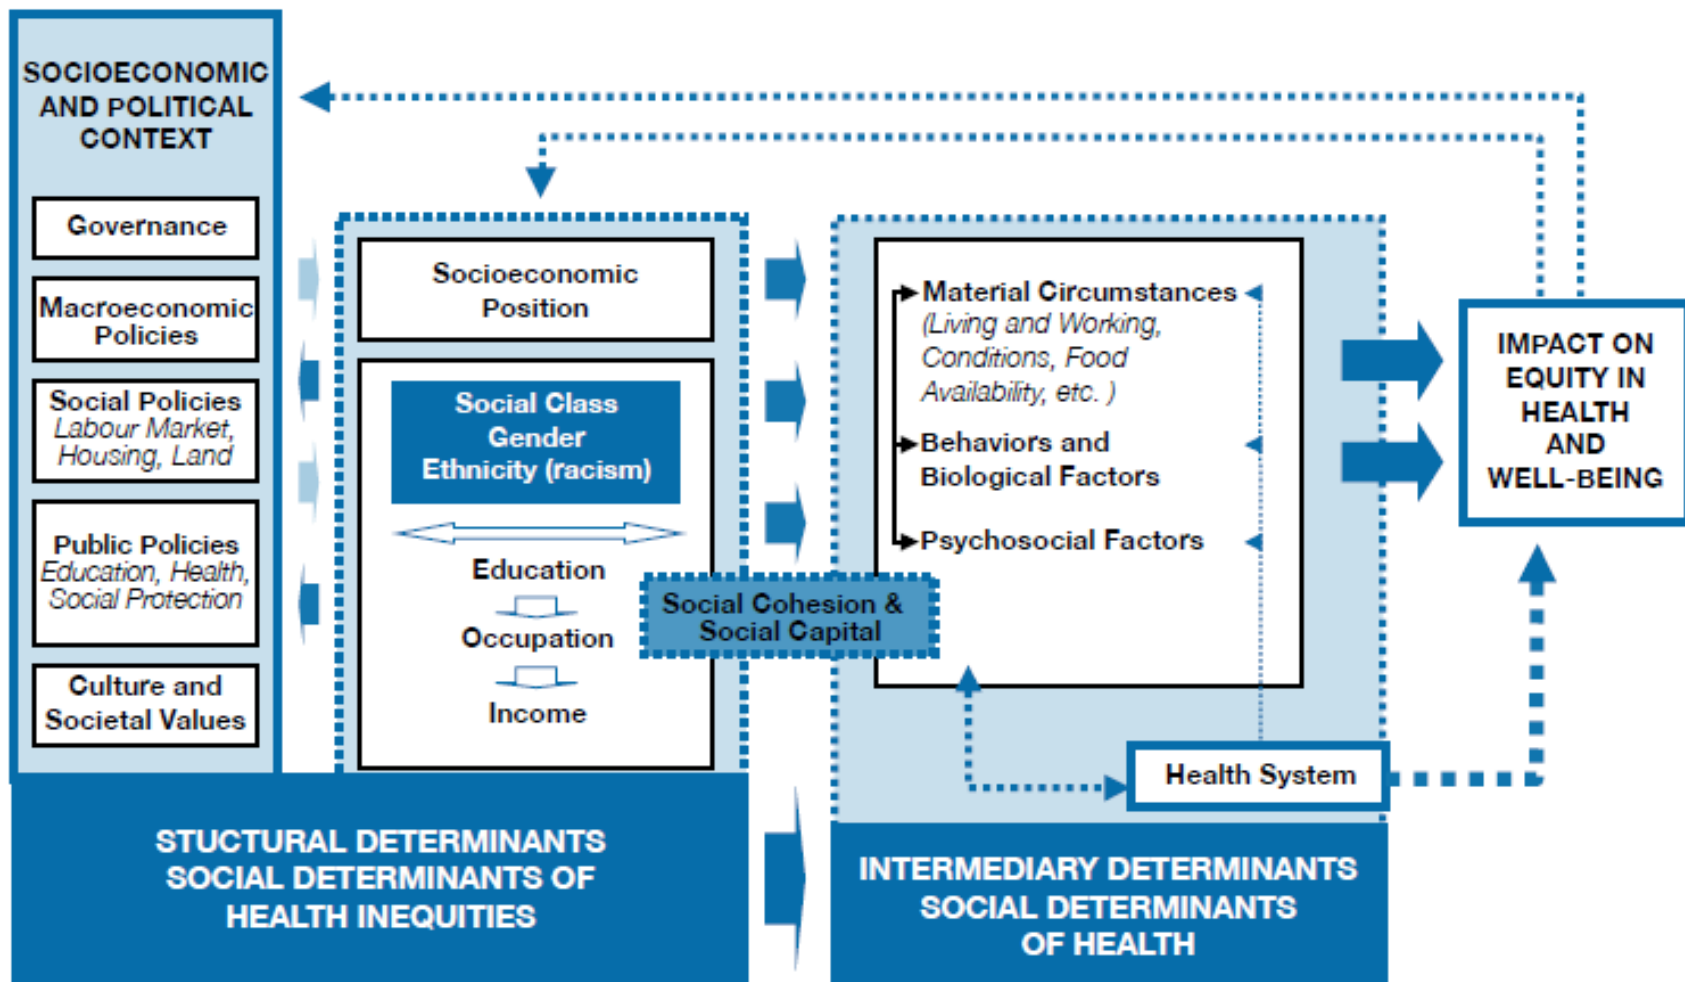 SOCIOECONOMIC
AND POLITICAL
CONTEXT
Governance
Macroeconomic
Policies
Social Policies
Labour Market,
Housing, Land
Public Policies
Education, Health,
Social Protection
Culture and
Societal Values
Socioeconomic
Position
Social Class
Gender
Ethnicity (racism)
Education
Occupation
Income
Social Cohesion &
Social Capital
Material Circumstances
(Living and Working,
Conditions, Food
Availability, etc. )
Behaviors and
Biological Factors
Psychosocial Factors
Health System
IMPACT ON
EQUITY IN
HEALTH
AND
WELL-BEING
STUCTURAL DETERMINANTS
SOCIAL DETERMINANTS OF
HEALTH INEQUITIES
INTERMEDIARY DETERMINANTS
SOCIAL DETERMINANTS
OF HEALTH